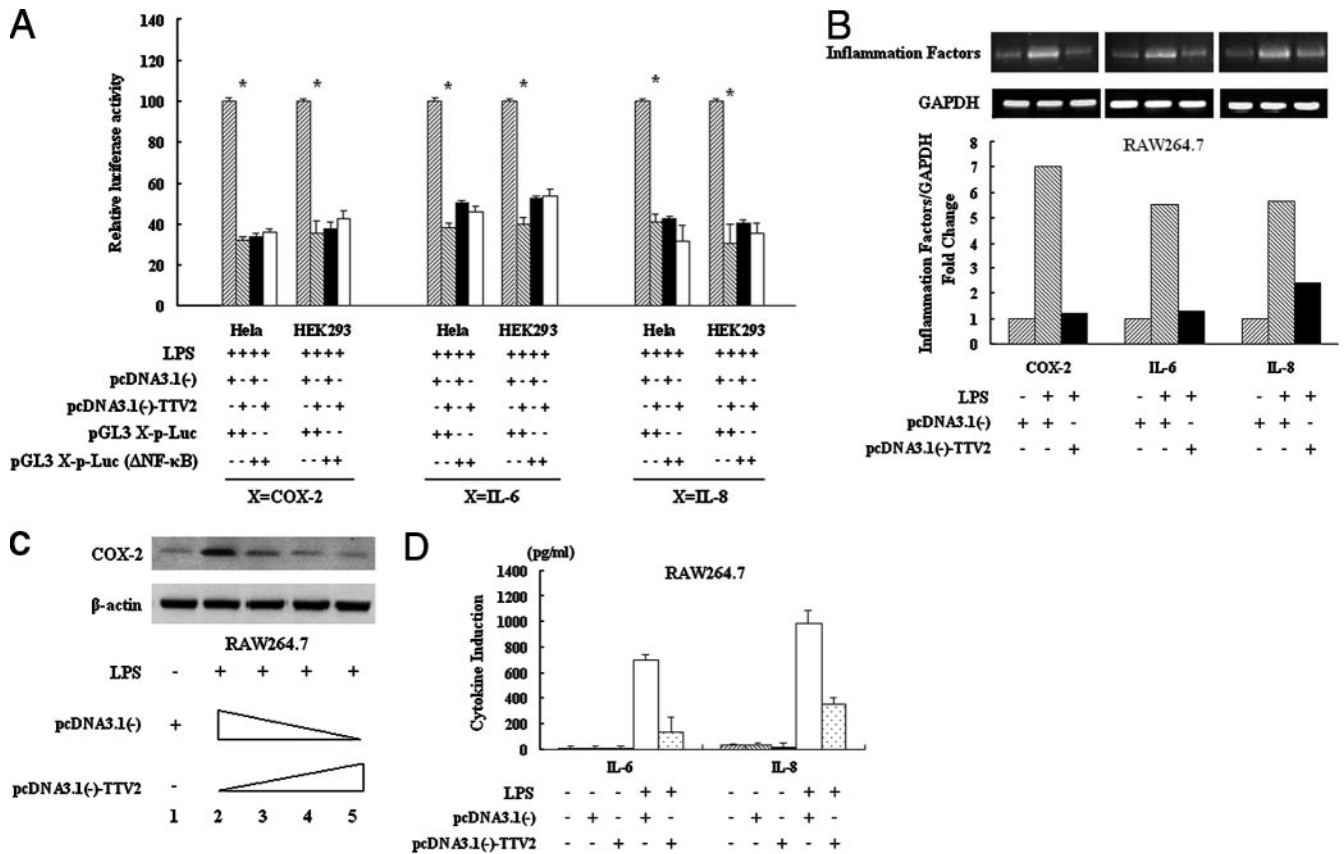 A
140
120
100
80
60
40
20
0
Relative luciferase activity
* * * * * *
Hela HEK293 Hela HEK293 Hela HEK293
LPS ++++ ++++ ++++ ++++ ++++ ++++
pcDNA3.1(-) +-+- +-+- +-+- +-+- +-+- +-+-
pcDNA3.1(-)-TTV2 -+-+ -+-+ -+-+ -+-+ -+-+ -+-+
pGL3 X-p-Luc ++-- ++-- ++-- ++-- ++-- ++--
pGL3 X-p-Luc (ΔNF-κB) --++ --++ --++ --++ --++ --++
X=COX-2 X=IL-6 X=IL-8
B
Inflammation Factors
GAPDH
RAW264.7
8
7
6
5
4
3
2
1
0
Inflammation Factors/GAPDH
Fold Change
COX-2 IL-6 IL-8
LPS - + + - + + - + +
pcDNA3.1(-) + + - + + - + + -
pcDNA3.1(-)-TTV2 - - + - - + - - +
C
COX-2
β-actin
RAW264.7
LPS - + + + +
pcDNA3.1(-) +
pcDNA3.1(-)-TTV2 -
1 2 3 4 5
D
(pg/ml)
RAW264.7
1400
1200
1000
800
600
400
200
0
Cytokine Induction
IL-6 IL-8
LPS - - - + + - - - + +
pcDNA3.1(-) - + - + - - + - + -
pcDNA3.1(-)-TTV2 - - + - + - - + - +